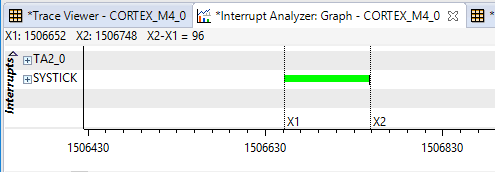 *Trace Viewer - CORTEX_M4_0 *Interrupt Analyzer: Graph - CORTEX_M4_0 *
X1: 1506652 X2: 1506748 X2-X1 = 96
Interrupts
TA2_0
SYSTICK
X1 X2
1506430 1506630 1506830